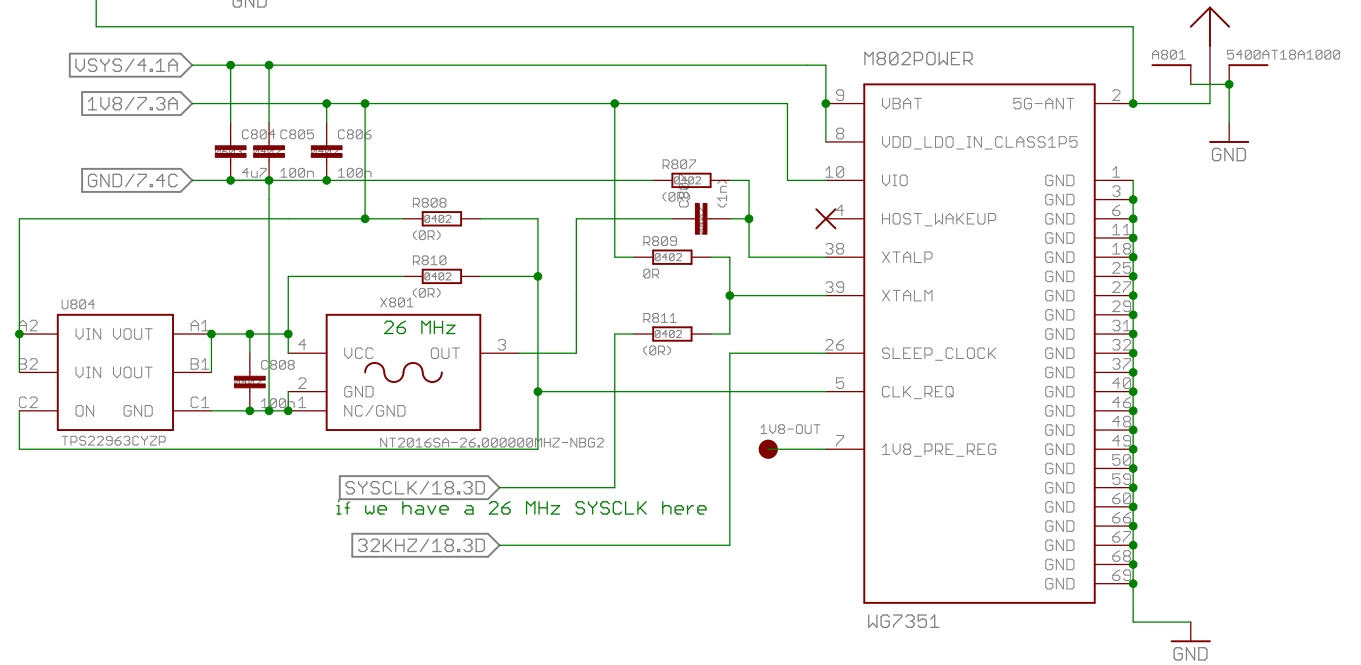 GND
VSYS/4.1A
1V8/7.3A
GND/7.4C
C804
C805
C806
4u7
100n
100n
R807
0402
(0R)
(1n)
R808
0402
(0R)
R809
0402
0R
R810
0402
(0R)
R811
0402
(0R)
U804
A2
B2
C2
VIN VOUT
VIN VOUT
ON GND
A1
B1
C1
TPS22963CYZP
C808
100n
X801
26 MHz
4
VCC
OUT
3
2
GND
1
NC/GND
NT2016SA-26.000000MHZ-NBG2
SYSCLK/18.3D
if we have a 26 MHz SYSCLK here
32KHZ/18.3D
1V8-OUT
M802POWER
9
VBAT
8
VDD_LDO_IN_CLASS1P5
10
VIO
4
HOST_WAKEUP
38
XTALP
39
XTALM
26
SLEEP_CLOCK
5
CLK_REQ
7
1V8_PRE_REG
5G-ANT 2
GND 1
GND 3
GND 6
GND 11
GND 18
GND 25
GND 27
GND 29
GND 31
GND 32
GND 37
GND 40
GND 46
GND 48
GND 49
GND 50
GND 59
GND 60
GND 66
GND 67
GND 68
GND 69
WG7351
A801
5400AT18A1000
GND
GND